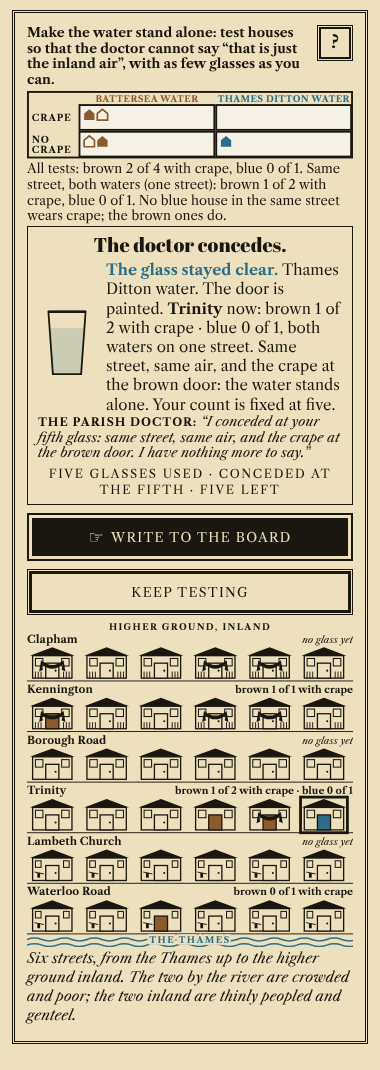 Make the water stand alone: test houses
so that the doctor cannot say “that is just
the inland air”, with as few glasses as you
can.
?
BATTERSEA WATER THAMES DITTON WATER
CRAPE
NO
CRAPE
All tests: brown 2 of 4 with crape, blue 0 of 1. Same
street, both waters (one street): brown 1 of 2 with
crape, blue 0 of 1. No blue house in the same street
wears crape; the brown ones do.
The doctor concedes.
The glass stayed clear. Thames
Ditton water. The door is
painted. Trinity now: brown 1 of
2 with crape · blue 0 of 1, both
waters on one street. Same
street, same air, and the crape at
the brown door: the water stands
alone. Your count is fixed at five.
THE PARISH DOCTOR: “I conceded at your
fifth glass: same street, same air, and the crape at
the brown door. I have nothing more to say.”
FIVE GLASSES USED · CONCEDED AT
THE FIFTH · FIVE LEFT
☞ WRITE TO THE BOARD
KEEP TESTING
HIGHER GROUND, INLAND
Clapham no glass yet
Kennington brown 1 of 1 with crape
Borough Road no glass yet
Trinity brown 1 of 2 with crape · blue 0 of 1
Lambeth Church no glass yet
Waterloo Road brown 0 of 1 with crape
THE·THAMES
Six streets, from the Thames up to the higher
ground inland. The two by the river are crowded
and poor; the two inland are thinly peopled and
genteel.